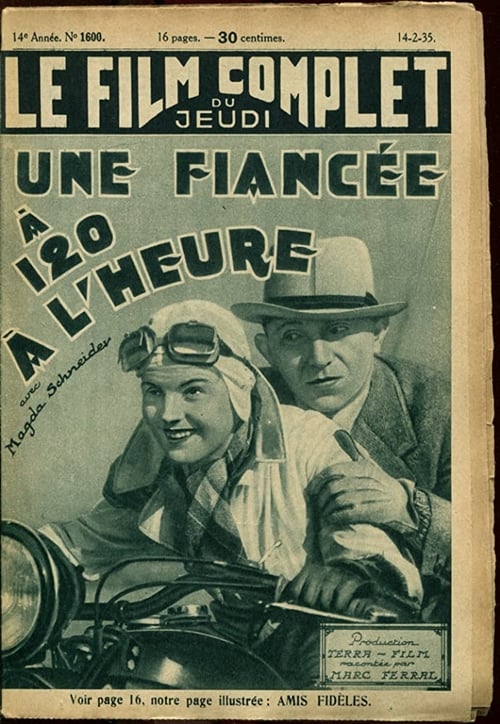 14e Année. No 1600.
16 pages. — 30 centimes.
14-2-35.
LE FILM COMPLET
DU
JEUDI
UNE FIANCÉE
À
120
À L'HEURE
avec
Magda Schneider
Production
TERRA - FILM
racontée par
MARC FERRAL
Voir page 16, notre page illustrée : AMIS FIDÈLES.